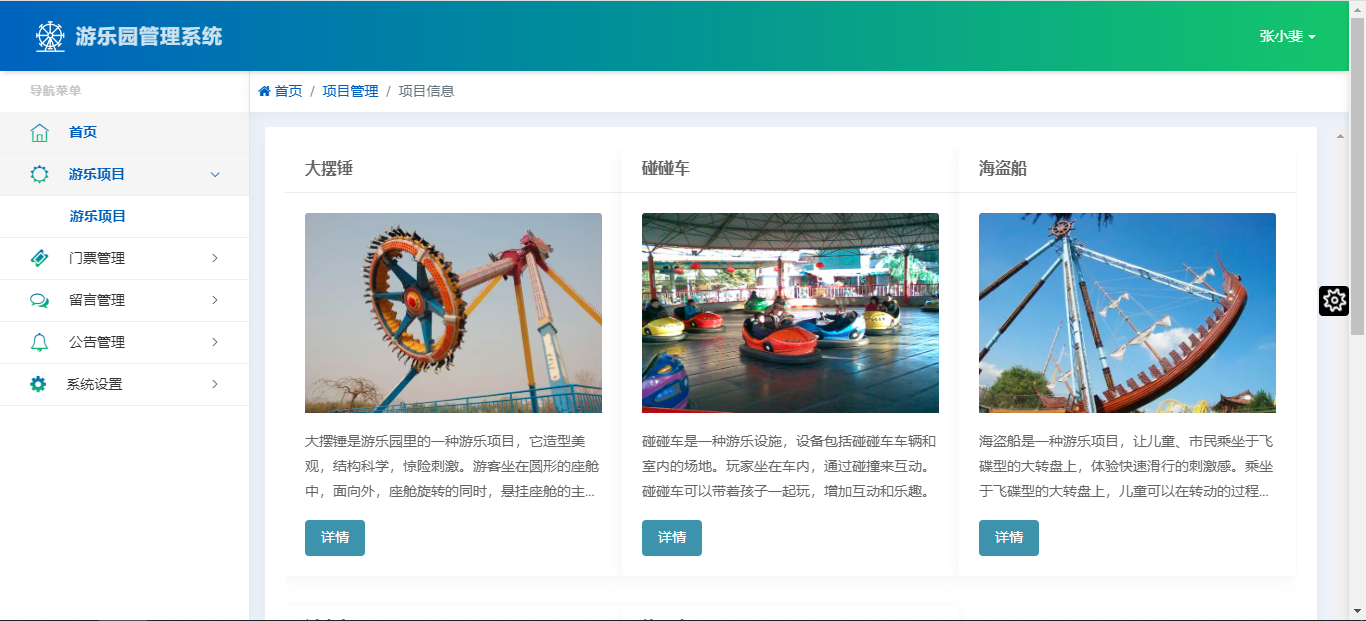 游乐园管理系统
张小斐
导航菜单
首页 / 项目管理 / 项目信息
首页
游乐项目
游乐项目
门票管理
留言管理
公告管理
系统设置
大摆锤
大摆锤是游乐园里的一种游乐项目，它造型美
观，结构科学，惊险刺激。游客坐在圆形的座舱
中，面向外，座舱旋转的同时，悬挂座舱的主...
详情
碰碰车
碰碰车是一种游乐设施，设备包括碰碰车车辆和
室内的场地。玩家坐在车内，通过碰撞来互动。
碰碰车可以带着孩子一起玩，增加互动和乐趣。
详情
海盗船
海盗船是一种游乐项目，让儿童、市民乘坐于飞
碟型的大转盘上，体验快速滑行的刺激感。乘坐
于飞碟型的大转盘上，儿童可以在转动的过程...
详情